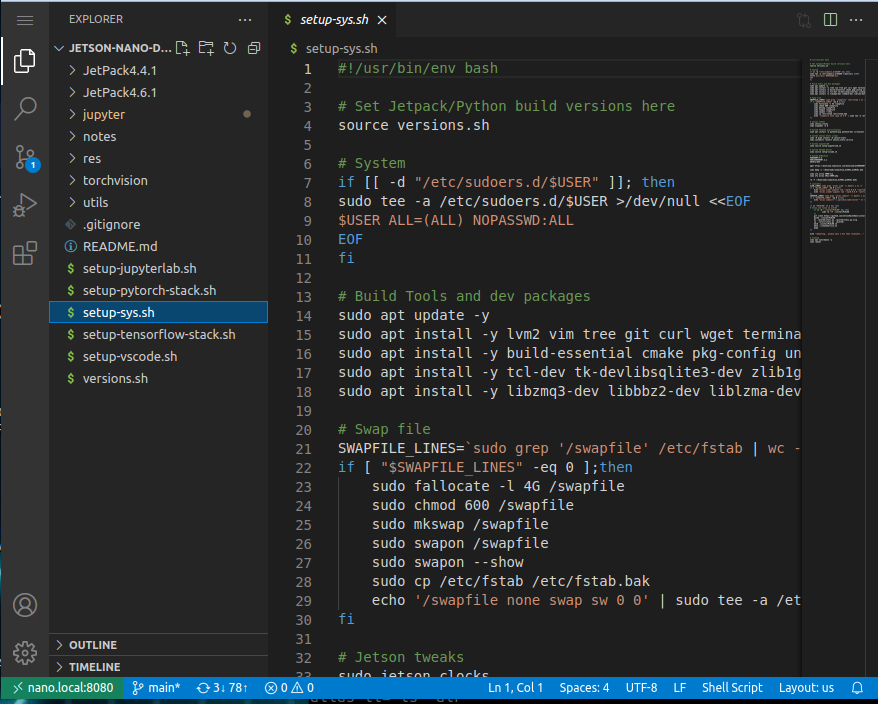 EXPLORER
setup-sys.sh
JETSON-NANO-D...
JetPack4.4.1
JetPack4.6.1
jupyter
notes
res
torchvision
utils
.gitignore
README.md
$ setup-jupyterlab.sh
$ setup-pytorch-stack.sh
$ setup-sys.sh
$ setup-tensorflow-stack.sh
$ setup-vscode.sh
$ versions.sh
OUTLINE
TIMELINE
1
$ setup-sys.sh
1 #!/usr/bin/env bash
2
3 # Set Jetpack/Python build versions here
4 source versions.sh
5
6 # System
7 if [[ -d "/etc/sudoers.d/$USER" ]]; then
8 sudo tee -a /etc/sudoers.d/$USER >/dev/null <<EOF
9 $USER ALL=(ALL) NOPASSWD:ALL
10 EOF
11 fi
12
13 # Build Tools and dev packages
14 sudo apt update -y
15 sudo apt install -y lvm2 vim tree git curl wget termina
16 sudo apt install -y build-essential cmake pkg-config un
17 sudo apt install -y tcl-dev tk-devlibsqlite3-dev zlib1g
18 sudo apt install -y libzmq3-dev libbbz2-dev liblzma-dev
19
20 # Swap file
21 SWAPFILE_LINES=`sudo grep '/swapfile' /etc/fstab | wc -
22 if [ "$SWAPFILE_LINES" -eq 0 ];then
23 sudo fallocate -l 4G /swapfile
24 sudo chmod 600 /swapfile
25 sudo mkswap /swapfile
26 sudo swapon /swapfile
27 sudo swapon --show
28 sudo cp /etc/fstab /etc/fstab.bak
29 echo '/swapfile none swap sw 0 0' | sudo tee -a /et
30 fi
31
32 # Jetson tweaks
33 sudo jetson_clocks
nano.local:8080 main* 3↓ 78↑ 0 0 Ln 1, Col 1 Spaces: 4 UTF-8 LF Shell Script Layout: us